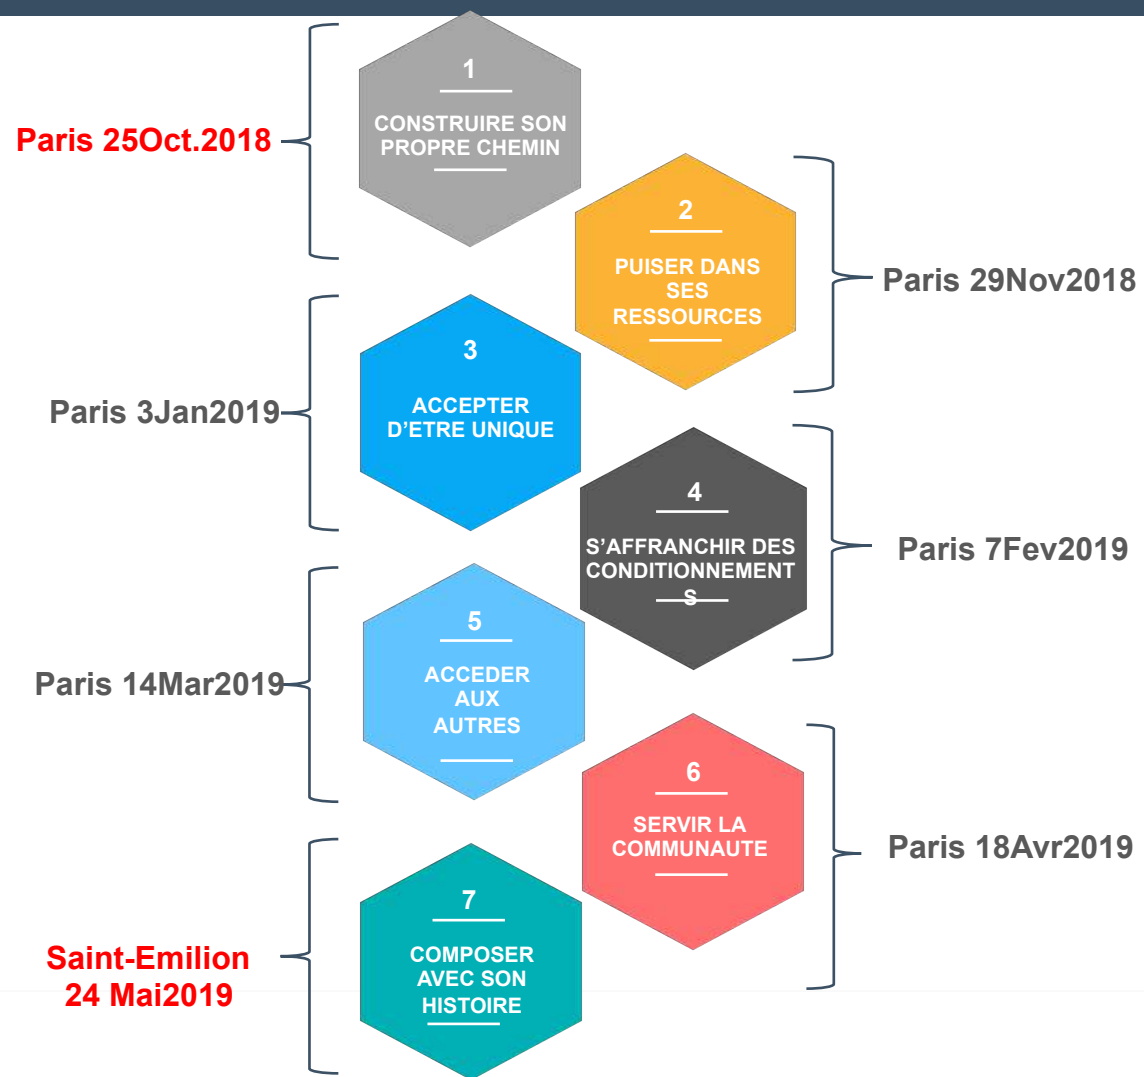 1
CONSTRUIRE SON
PROPRE CHEMIN
Paris 25Oct.2018
2
PUISER DANS
SES
RESSOURCES
Paris 29Nov2018
3
ACCEPTER
D’ETRE UNIQUE
Paris 3Jan2019
4
S’AFFRANCHIR DES
CONDITIONNEMENT
S
Paris 7Fev2019
5
ACCEDER
AUX
AUTRES
Paris 14Mar2019
6
SERVIR LA
COMMUNAUTE
Paris 18Avr2019
7
COMPOSER
AVEC SON
HISTOIRE
Saint-Emilion
24 Mai2019